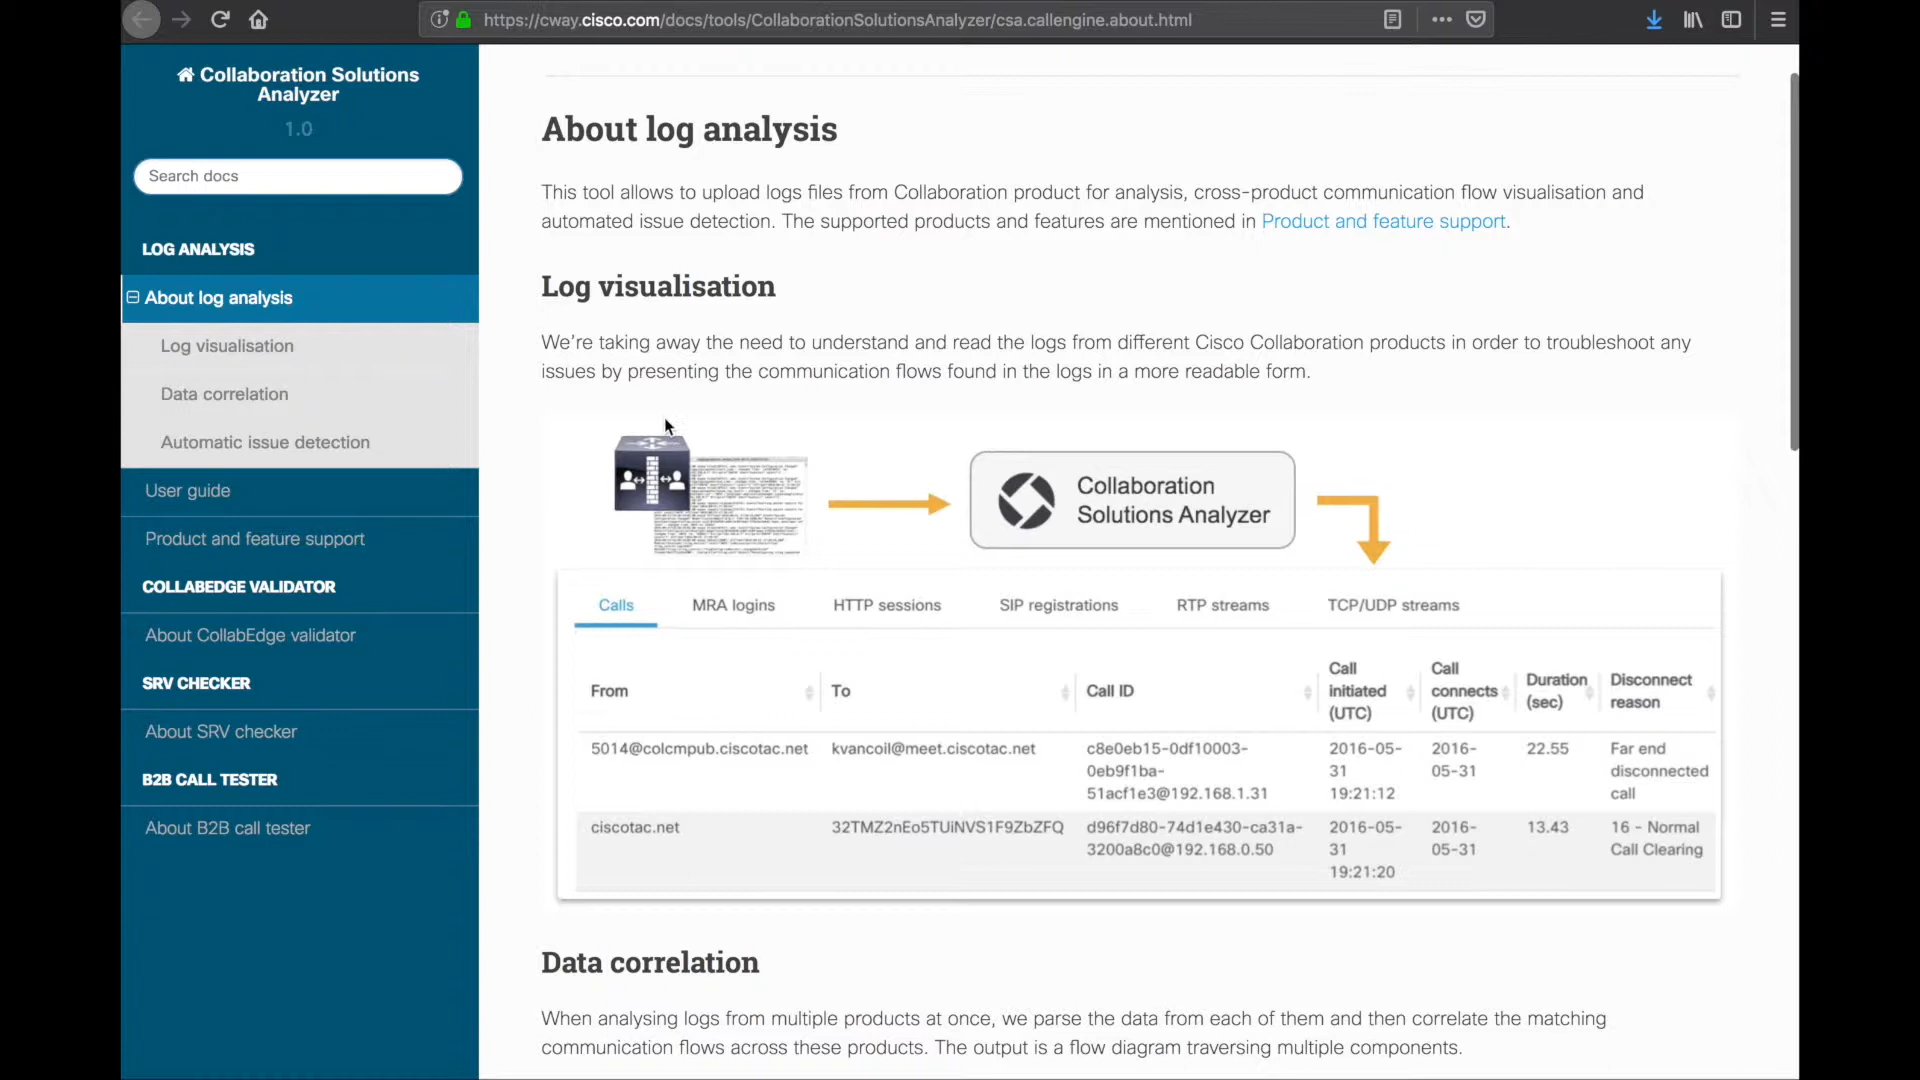 https://cway.cisco.com/docs/tools/CollaborationSolutionsAnalyzer/csa.callengine.about.html
Collaboration Solutions
Analyzer
1.0
Search docs
LOG ANALYSIS
About log analysis
Log visualisation
Data correlation
Automatic issue detection
User guide
Product and feature support
COLLABEDGE VALIDATOR
About CollabEdge validator
SRV CHECKER
About SRV checker
B2B CALL TESTER
About B2B call tester
About log analysis
This tool allows to upload logs files from Collaboration product for analysis, cross-product communication flow visualisation and
automated issue detection. The supported products and features are mentioned in Product and feature support.
Log visualisation
We're taking away the need to understand and read the logs from different Cisco Collaboration products in order to troubleshoot any
issues by presenting the communication flows found in the logs in a more readable form.
Collaboration
Solutions Analyzer
Calls MRA logins HTTP sessions SIP registrations RTP streams TCP/UDP streams
From To Call ID Call initiated (UTC) Call connects (UTC) Duration (sec) Disconnect reason
5014@colcmpub.ciscotac.net kvancoil@meet.ciscotac.net c8e0eb15-0df10003- 2016-05- 2016- 22.55 Far end
0eb9f1ba- 31 05-31 disconnected
51acf1e3@192.168.1.31 19:21:12 call
ciscotac.net 32TMZ2nEo5TUiNVS1F9ZbZFQ d96f7d80-74d1e430-ca31a- 2016-05- 2016- 13.43 16 - Normal
3200a8c0@192.168.0.50 31 05-31 Call Clearing
19:21:20
Data correlation
When analysing logs from multiple products at once, we parse the data from each of them and then correlate the matching
communication flows across these products. The output is a flow diagram traversing multiple components.